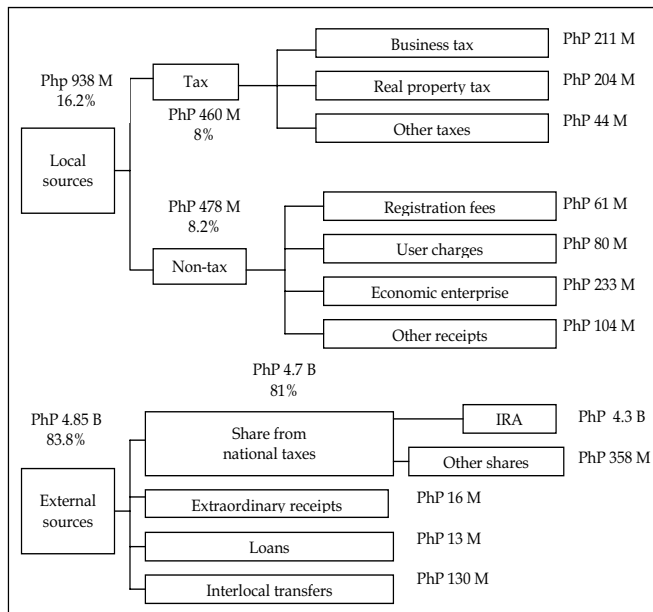 Business tax
PhP 211 M
Php 938 M
16.2%
Tax
Real property tax
PhP 204 M
PhP 460 M
8%
Other taxes
PhP 44 M
Local
sources
PhP 478 M
8.2%
Registration fees
PhP 61 M
User charges
PhP 80 M
Non-tax
Economic enterprise
PhP 233 M
Other receipts
PhP 104 M
PhP 4.7 B
81%
PhP 4.85 B
83.8%
Share from
national taxes
IRA
PhP 4.3 B
Other shares
PhP 358 M
External
sources
Extraordinary receipts
PhP 16 M
Loans
PhP 13 M
Interlocal transfers
PhP 130 M